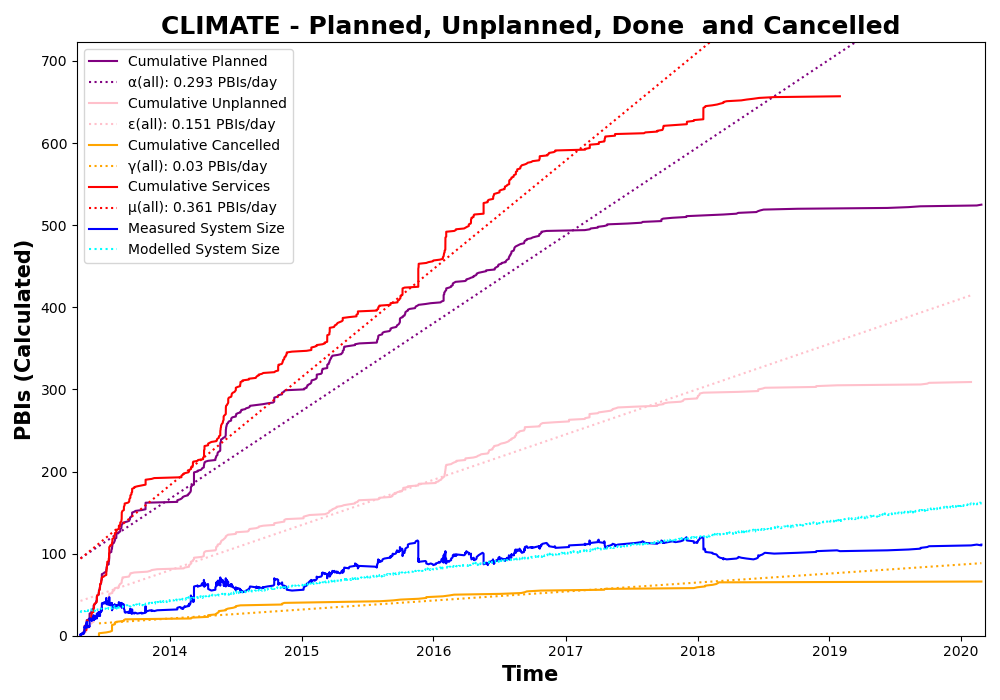 CLIMATE - Planned, Unplanned, Done  and Cancelled
Cumulative Planned
α(all): 0.293 PBIs/day
Cumulative Unplanned
ε(all): 0.151 PBIs/day
Cumulative Cancelled
γ(all): 0.03 PBIs/day
Cumulative Services
μ(all): 0.361 PBIs/day
Measured System Size
Modelled System Size
PBIs (Calculated)
700
600
500
400
300
200
100
0
2014 2015 2016 2017 2018 2019 2020
Time